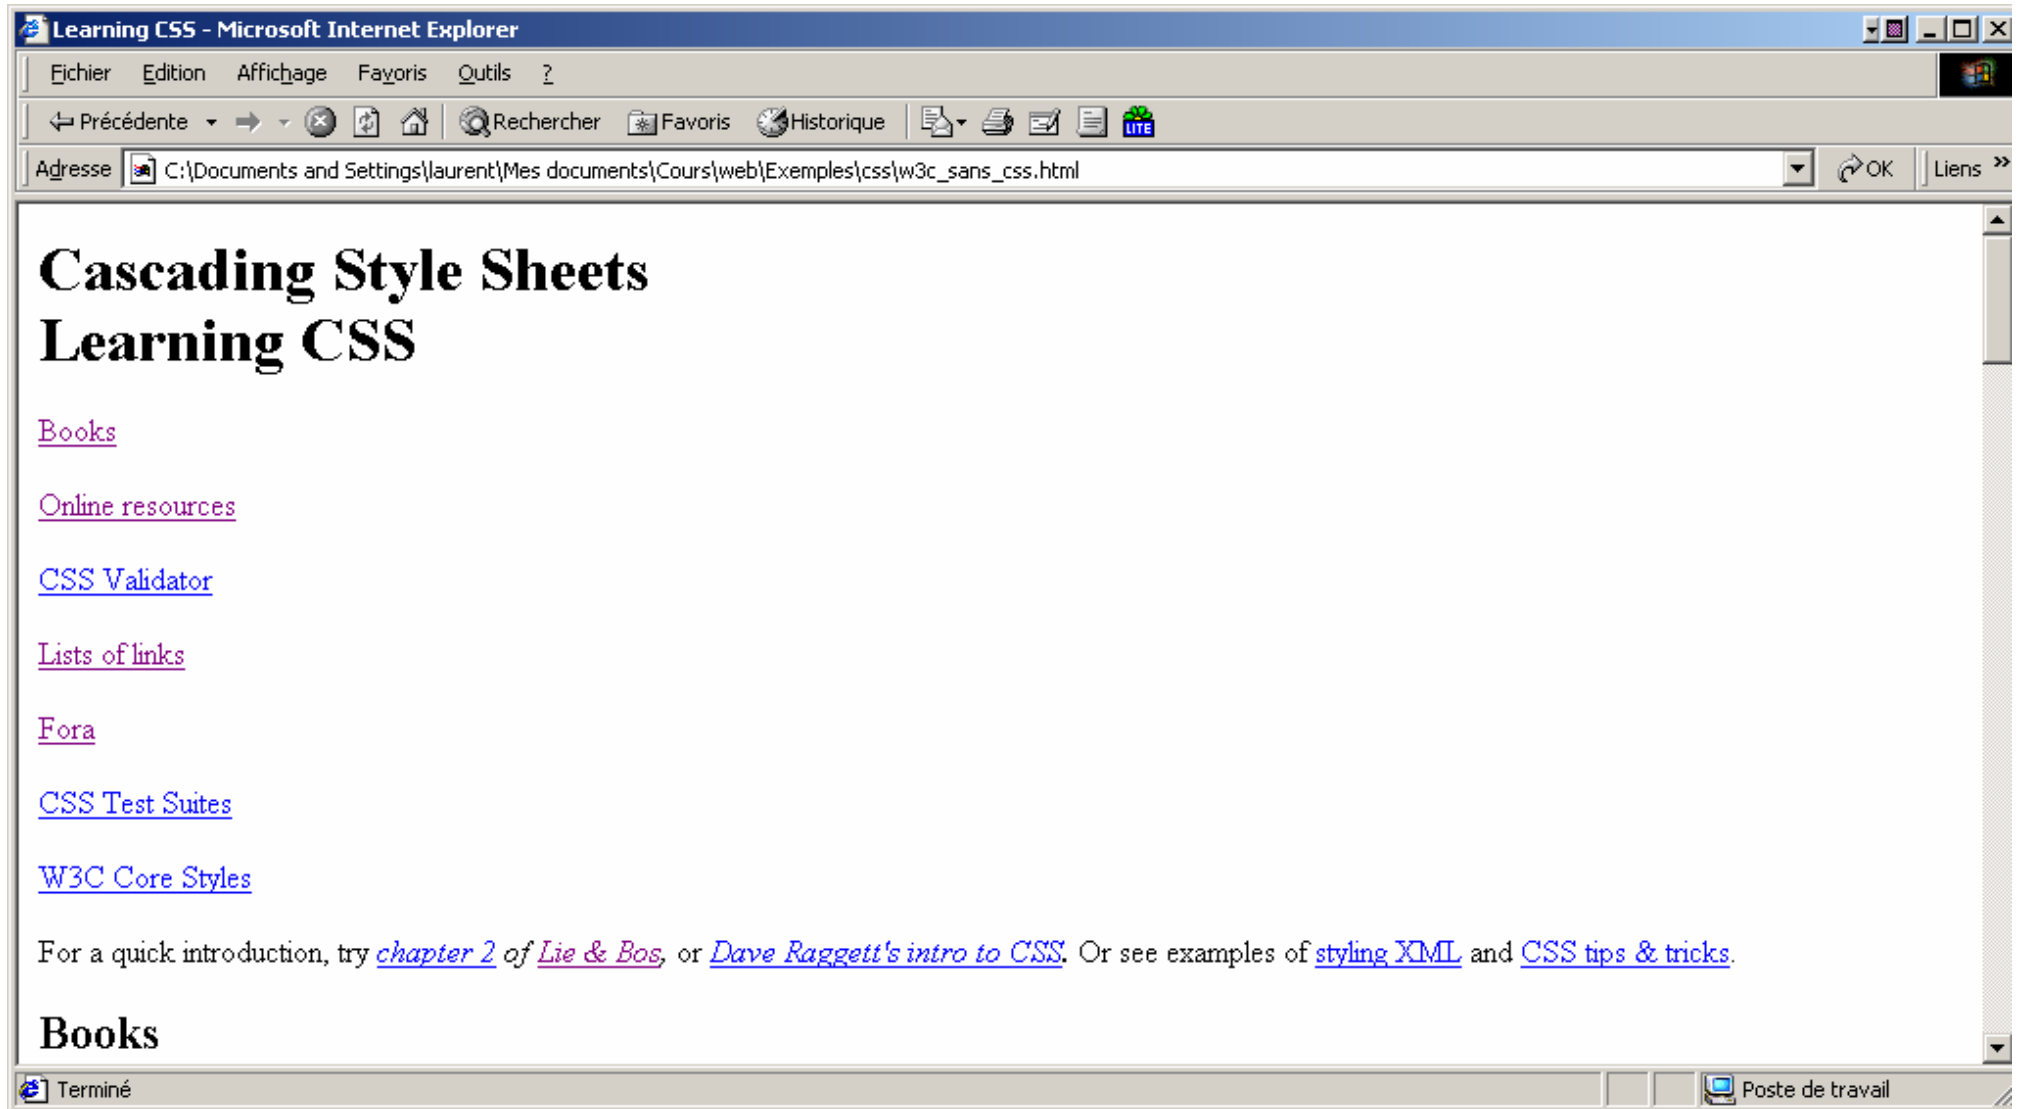 Learning CSS - Microsoft Internet Explorer
Fichier Edition Affichage Favoris Outils ?
Précédente Rechercher Favoris Historique LITE
Adresse C:\Documents and Settings\laurent\Mes documents\Cours\web\Exemples\css\w3c_sans_css.html OK Liens »
Cascading Style Sheets
Learning CSS
Books
Online resources
CSS Validator
Lists of links
Fora
CSS Test Suites
W3C Core Styles
For a quick introduction, try chapter 2 of Lie & Bos, or Dave Raggett's intro to CSS. Or see examples of styling XML and CSS tips & tricks.
Books
Terminé Poste de travail